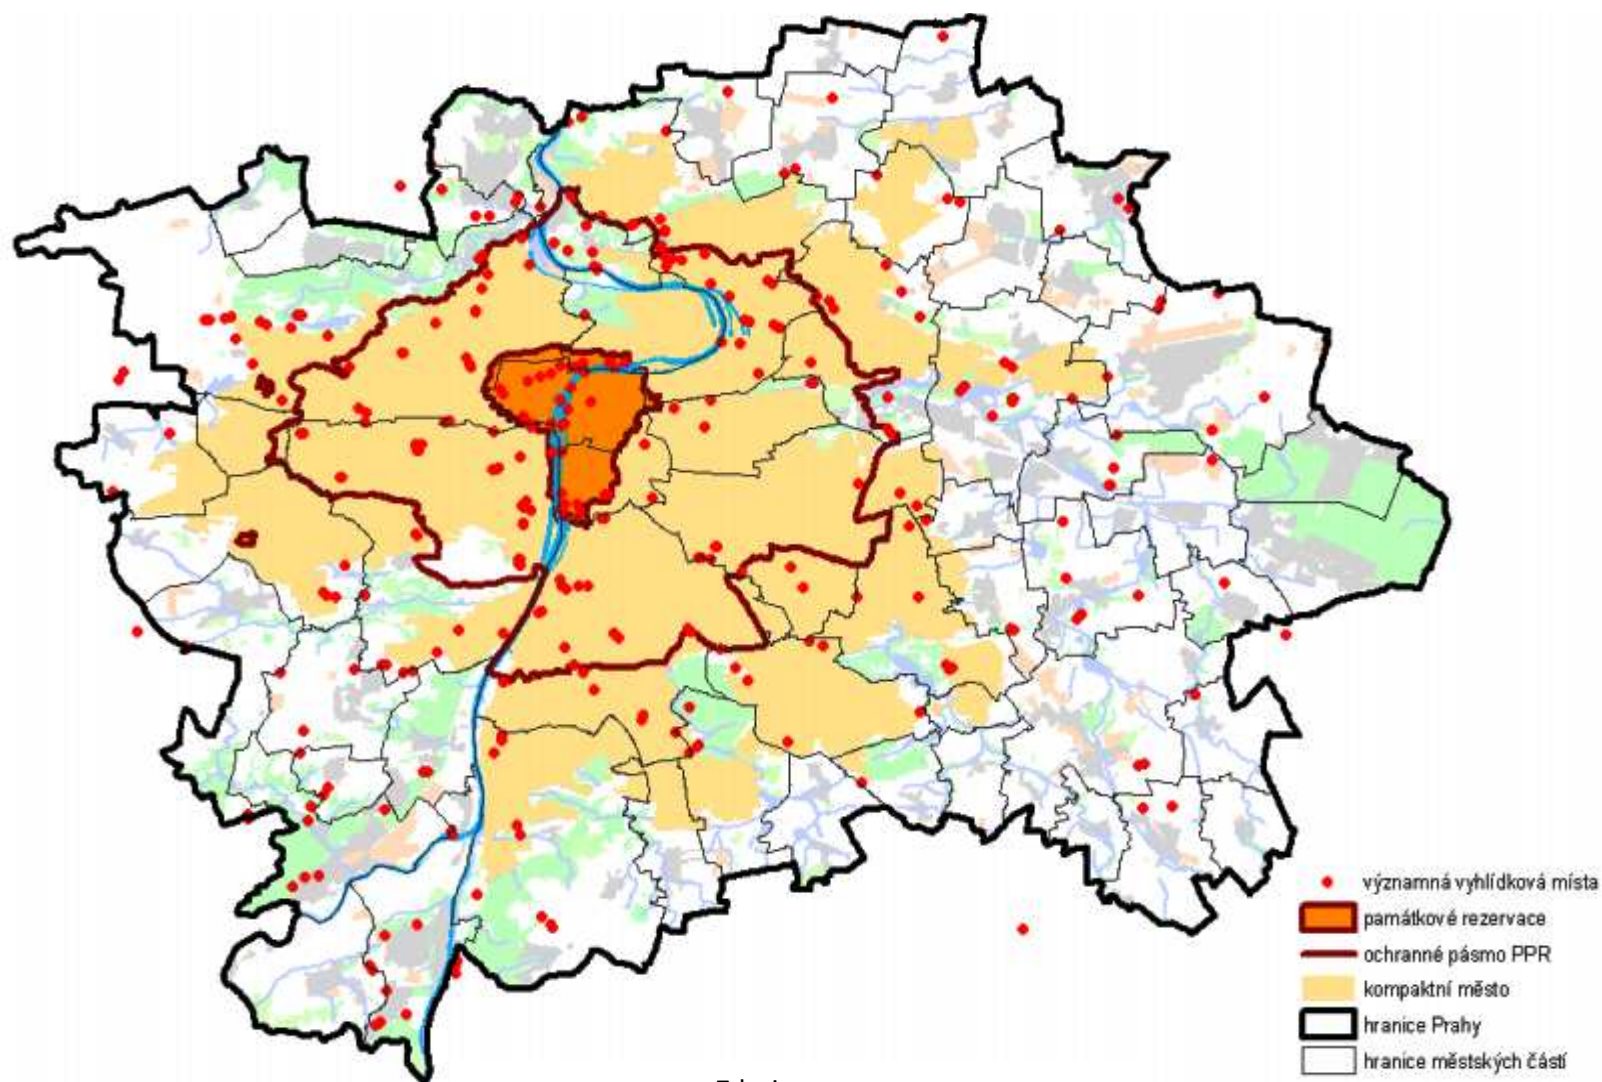 významná vyhlídková místa
památkové rezervace
ochranné pásmo PPR
kompaktní město
hranice Prahy
hranice městských částí